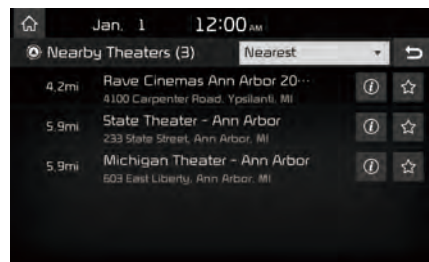 Jan. 1 12:00 AM
Nearby Theaters (3) Nearest
4.2mi Rave Cinemas Ann Arbor 20···
4100 Carpenter Road, Ypsilanti, MI
5.9mi State Theater - Ann Arbor
233 State Street, Ann Arbor, MI
5.9mi Michigan Theater - Ann Arbor
603 East Liberty, Ann Arbor, MI